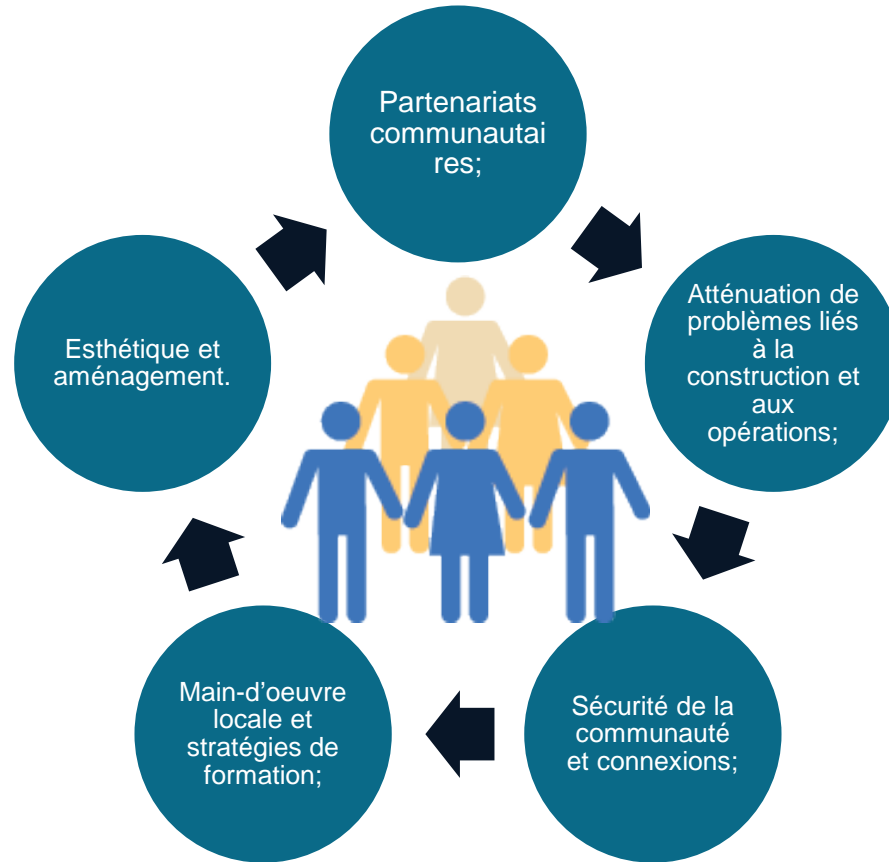 Partenariats
communautai
res;
Atténuation de
problèmes liés
à la
construction et
aux
opérations;
Sécurité de la
communauté
et connexions;
Main-d'oeuvre
locale et
stratégies de
formation;
Esthétique et
aménagement.